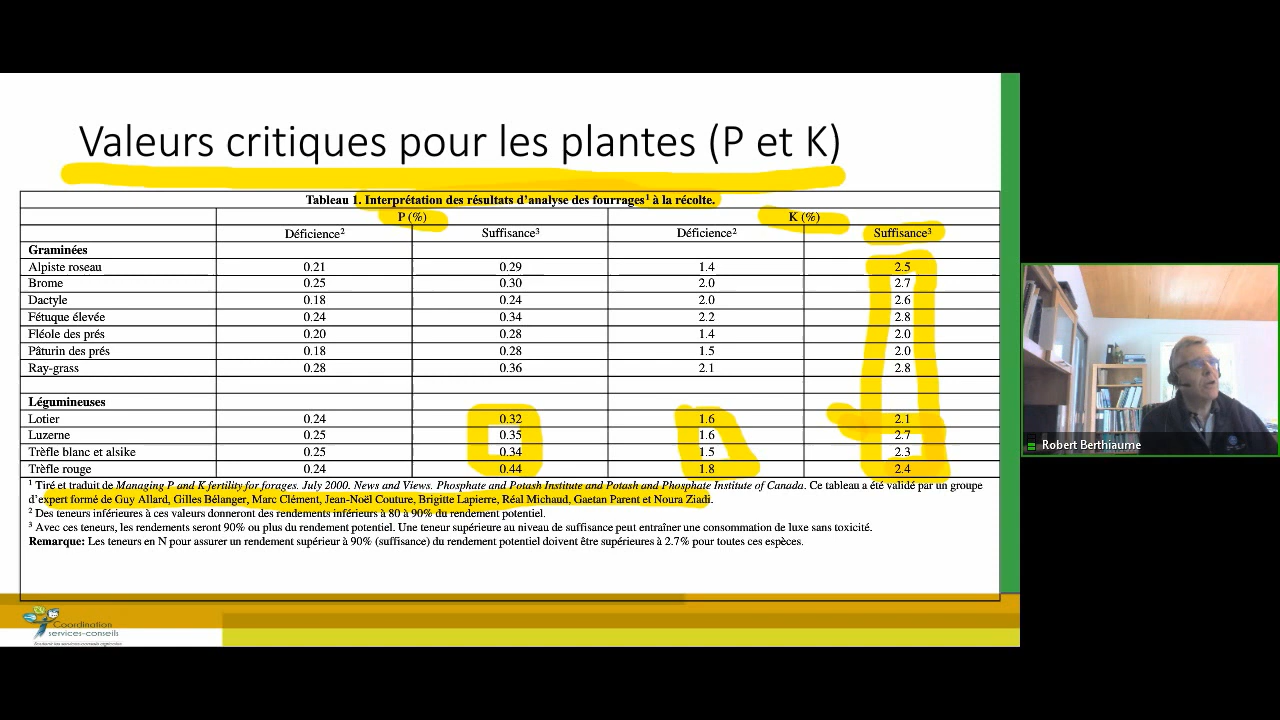 Valeurs critiques pour les plantes (P et K)
Tableau 1. Interprétation des résultats d'analyse des fourrages¹ à la récolte.
P (%) K (%)
Déficience² Suffisance³ Déficience² Suffisance³
Graminées
Alpiste roseau 0.21 0.29 1.4 2.5
Brome 0.25 0.30 2.0 2.7
Dactyle 0.18 0.24 2.0 2.6
Fétuque élevée 0.24 0.34 2.2 2.8
Fléole des prés 0.20 0.28 1.4 2.0
Pâturin des prés 0.18 0.28 1.5 2.0
Ray-grass 0.28 0.36 2.1 2.8
Légumineuses
Lotier 0.24 0.32 1.6 2.1
Luzerne 0.25 0.35 1.6 2.7
Trèfle blanc et alsike 0.25 0.34 1.5 2.3
Trèfle rouge 0.24 0.44 1.8 2.4
¹ Tiré et traduit de Managing P and K fertility for forages. July 2000. News and Views. Phosphate and Potash Institute and Potash and Phosphate Institute of Canada. Ce tableau a été validé par un groupe
d'expert formé de Guy Allard, Gilles Bélanger, Marc Clément, Jean-Noël Couture, Brigitte Lapierre, Réal Michaud, Gaetan Parent et Noura Ziadi.
² Des teneurs inférieures à ces valeurs donneront des rendements inférieurs à 80 à 90% du rendement potentiel.
³ Avec ces teneurs, les rendements seront 90% ou plus du rendement potentiel. Une teneur supérieure au niveau de suffisance peut entraîner une consommation de luxe sans toxicité.
Remarque: Les teneurs en N pour assurer un rendement supérieur à 90% (suffisance) du rendement potentiel doivent être supérieures à 2.7% pour toutes ces espèces.
Coordination
services-conseils
Robert Berthiaume